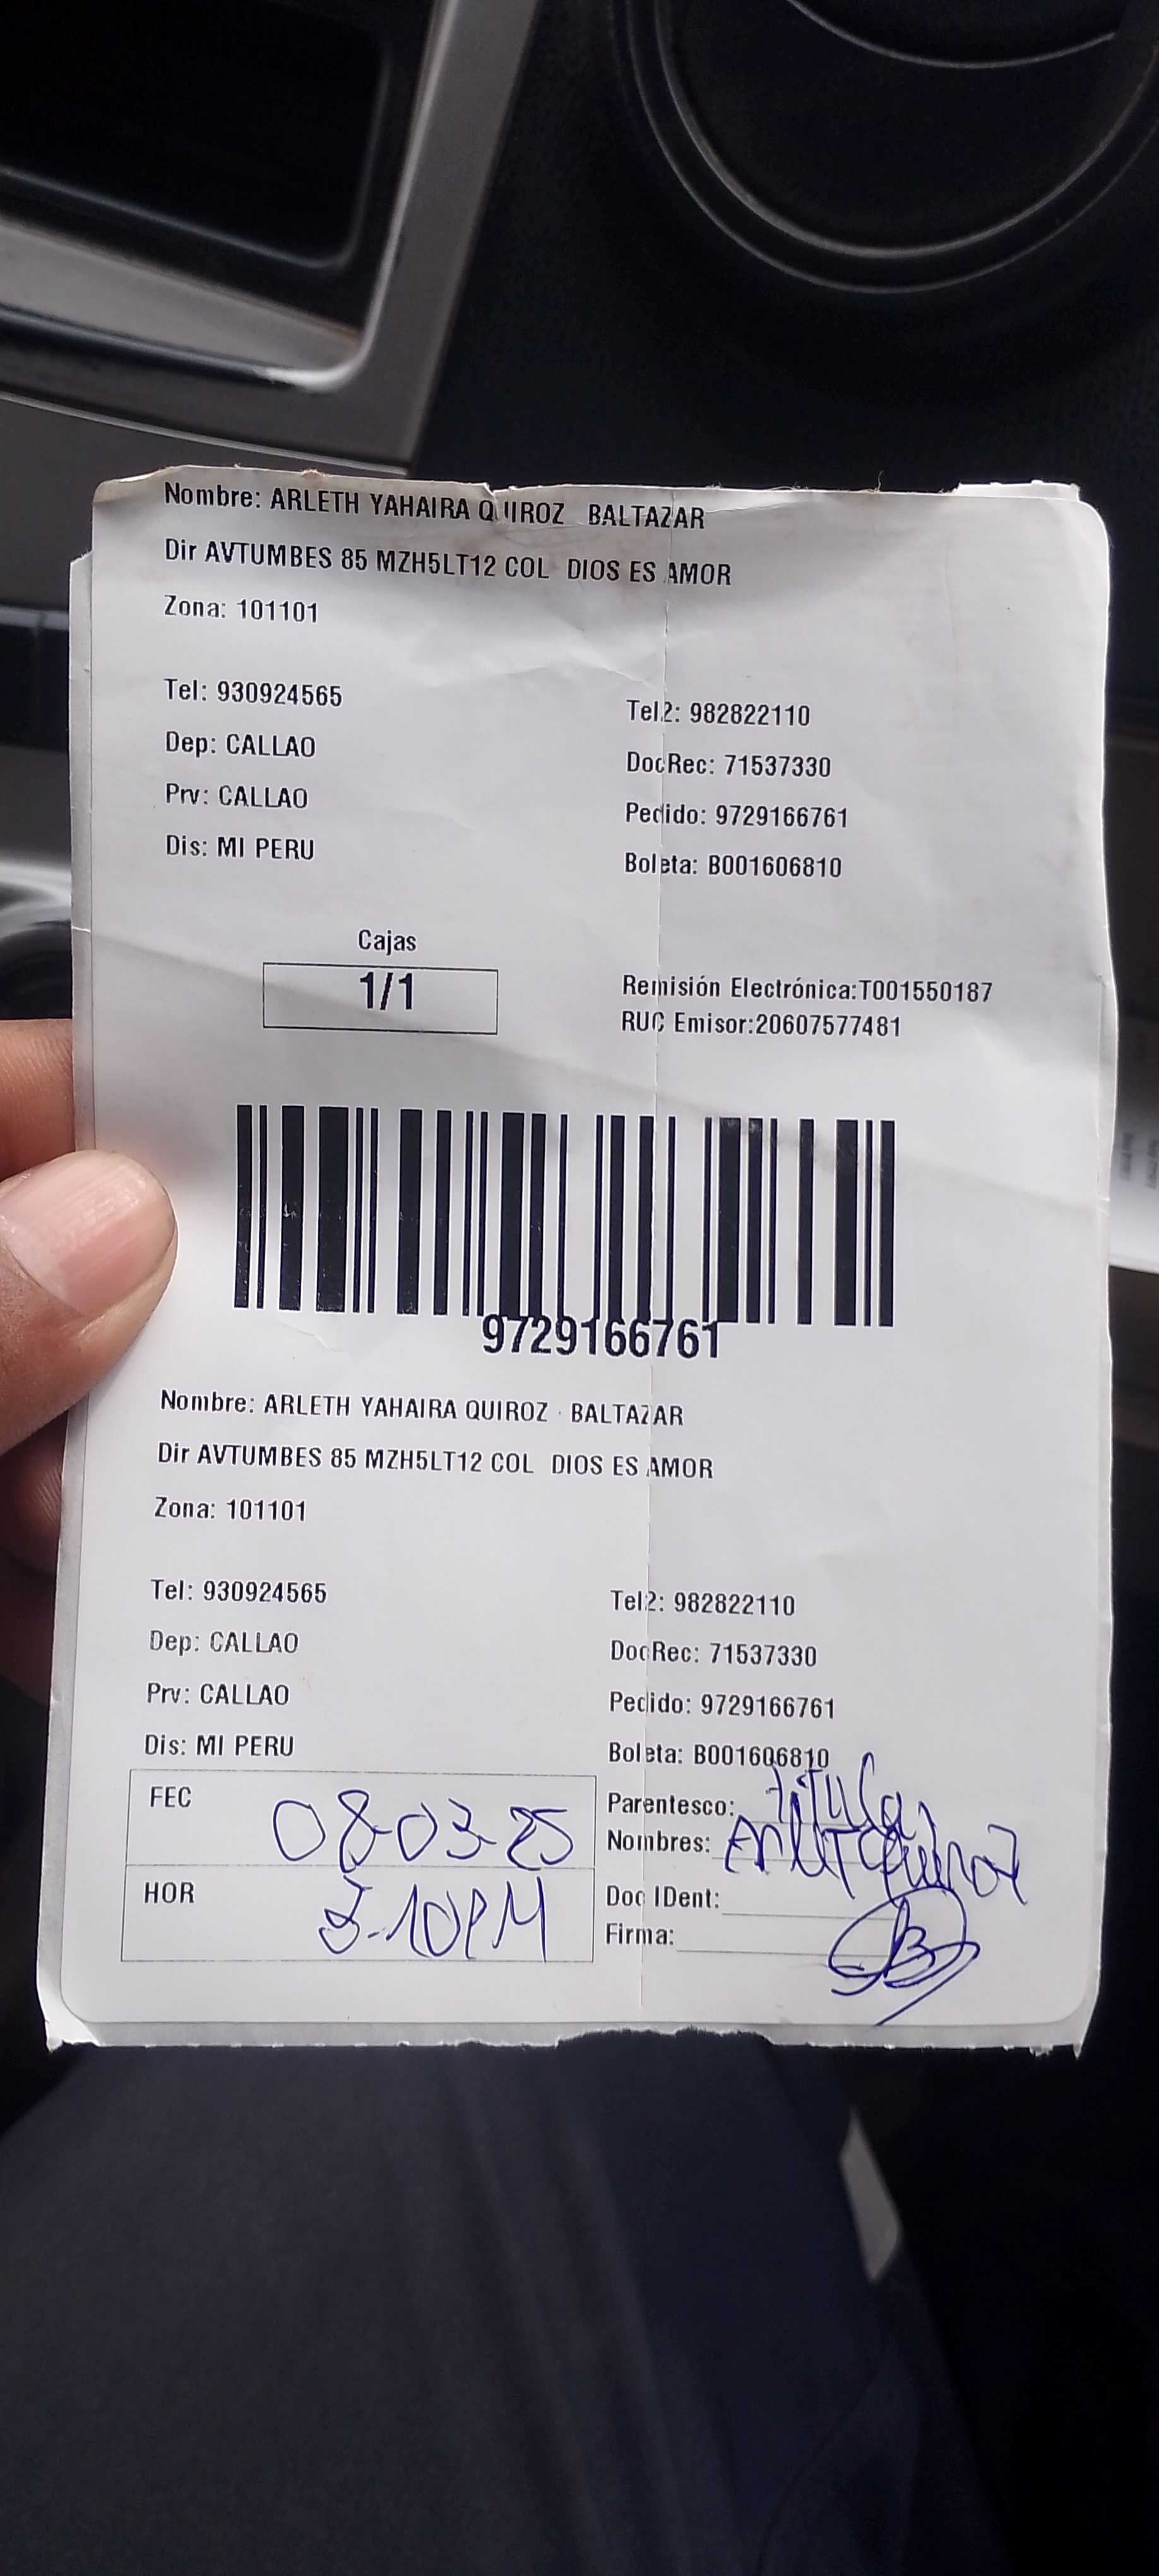 Nombre: ARLETH YAHAIRA QUIROZ BALTAZAR
Dir AVTUMBES 85 MZH5LT12 COL DIOS ES AMOR
Zona: 101101
Tel: 930924565 Tel2: 982822110
Dep: CALLAO DocRec: 71537330
Prv: CALLAO Pedido: 9729166761
Dis: MI PERU Boleta: B001606810
Cajas
1/1
Remisión Electrónica:T001550187
RUC Emisor:20607577481
9729166761
Nombre: ARLETH YAHAIRA QUIROZ BALTAZAR
Dir AVTUMBES 85 MZH5LT12 COL DIOS ES AMOR
Zona: 101101
Tel: 930924565 Tel2: 982822110
Dep: CALLAO DocRec: 71537330
Prv: CALLAO Pedido: 9729166761
Dis: MI PERU Boleta: B001606810
FEC 08-03-25 Parentesco:
Nombres: Quiroz
HOR Doc IDent:
Firma: